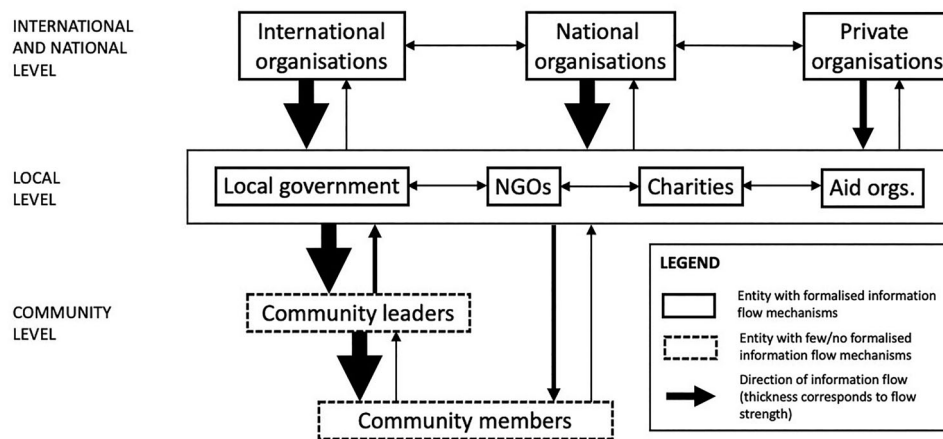 INTERNATIONAL
AND NATIONAL
LEVEL
International
organisations
National
organisations
Private
organisations
LOCAL
LEVEL
Local government
NGOs
Charities
Aid orgs.
COMMUNITY
LEVEL
Community leaders
Community members
LEGEND
Entity with formalised information
flow mechanisms
Entity with few/no formalised
information flow mechanisms
Direction of information flow
(thickness corresponds to flow
strength)